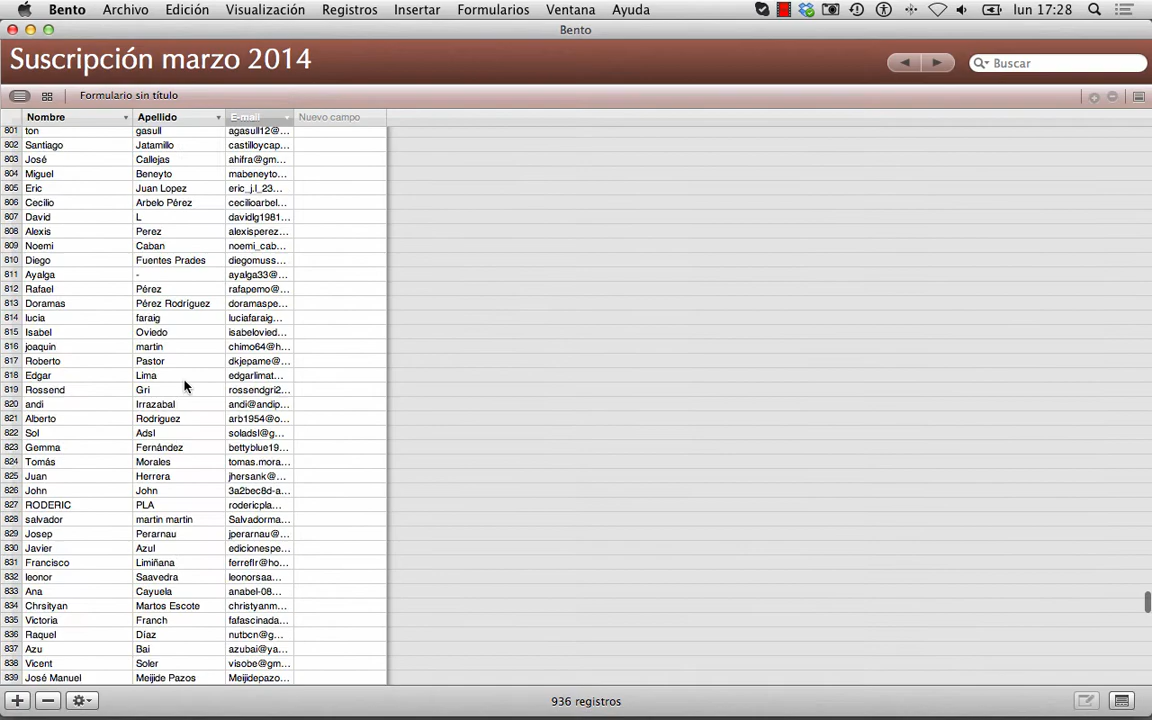 Bento Archivo Edición Visualización Registros Insertar Formularios Ventana Ayuda lun 17:28
Bento
Suscripción marzo 2014
Buscar
Formulario sin título
Nombre Apellido E-mail Nuevo campo
801 ton gasull agasull12@...
802 Santiago Jatamillo castilloycap...
803 José Callejas ahifra@gm...
804 Miguel Beneyto mabeneyto...
805 Eric Juan Lopez eric_j.l_23...
806 Cecilio Arbelo Pérez cecilioarbel...
807 David L davidlg1981...
808 Alexis Perez alexisperez...
809 Noemi Caban noemi_cab...
810 Diego Fuentes Prades diegomuss...
811 Ayalga - ayalga33@...
812 Rafael Pérez rafapemo@...
813 Doramas Pérez Rodríguez doramaspe...
814 lucia faraig luciafaraig...
815 Isabel Oviedo isabelovied...
816 joaquin martin chimo64@h...
817 Roberto Pastor dkjepame@...
818 Edgar Lima edgarlimat...
819 Rossend Gri rossendgri2...
820 andi Irrazabal andi@andip...
821 Alberto Rodriguez arb1954@o...
822 Sol Adsl soladsl@g...
823 Gemma Fernández bettyblue19...
824 Tomás Morales tomas.mora...
825 Juan Herrera jhersank@...
826 John John 3a2bec8d-a...
827 RODERIC PLA rodericpla...
828 salvador martin martin Salvadorma...
829 Josep Perarnau jperarnau@...
830 Javier Azul edicionespe...
831 Francisco Limiñana ferreflr@ho...
832 leonor Saavedra leonorsaa...
833 Ana Cayuela anabel-08...
834 Chrsityan Martos Escote christyanm...
835 Victoria Franch fafascinada...
836 Raquel Díaz nutbcn@g...
837 Azu Bai azubai@ya...
838 Vicent Soler visobe@gm...
839 José Manuel Meijide Pazos Meijidepazo...
936 registros